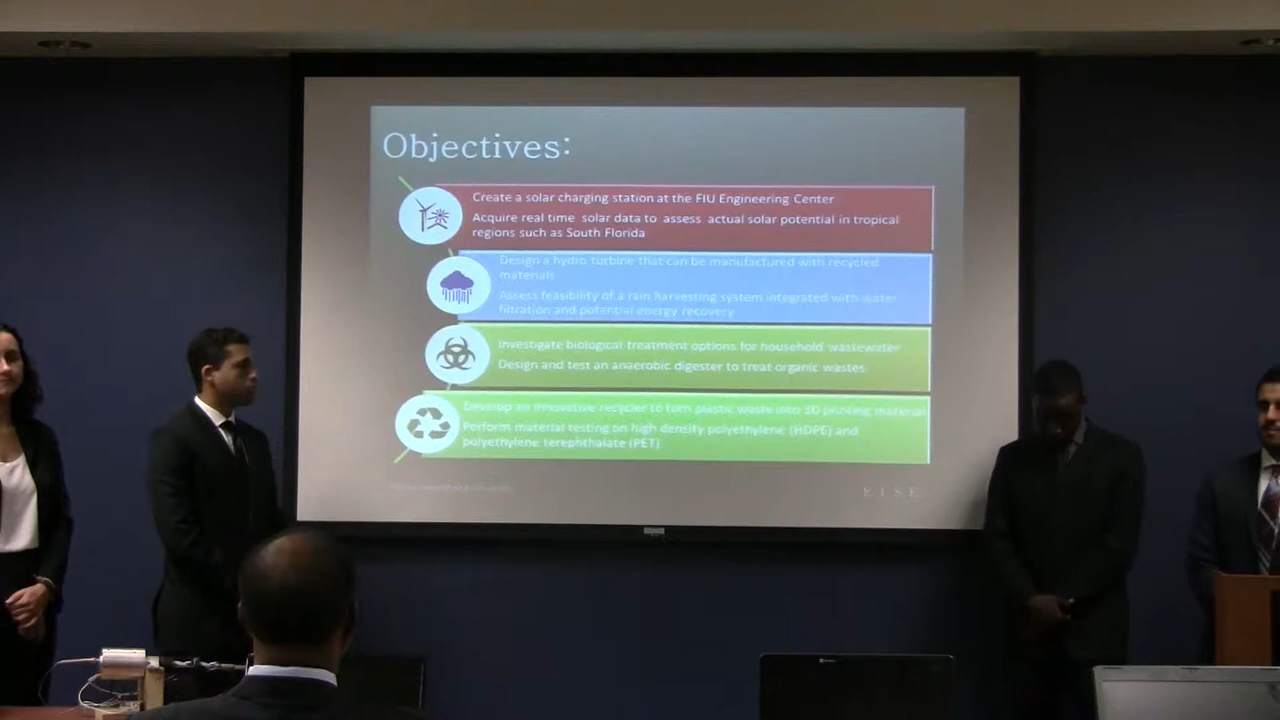 Objectives:
Create a solar charging station at the FIU Engineering Center
Acquire real time solar data to assess actual solar potential in tropical
regions such as South Florida
Design a hydro turbine that can be manufactured with recycled
materials
Assess feasibility of a rain harvesting system integrated with water
filtration and potential energy recovery
Investigate biological treatment options for household wastewater
Design and test an anaerobic digester to treat organic wastes
Develop an innovative recycler to turn plastic waste into 3D printing material
Perform material testing on high density polyethylene (HDPE) and
polyethylene terephthalate (PET)
R.I.S.E.